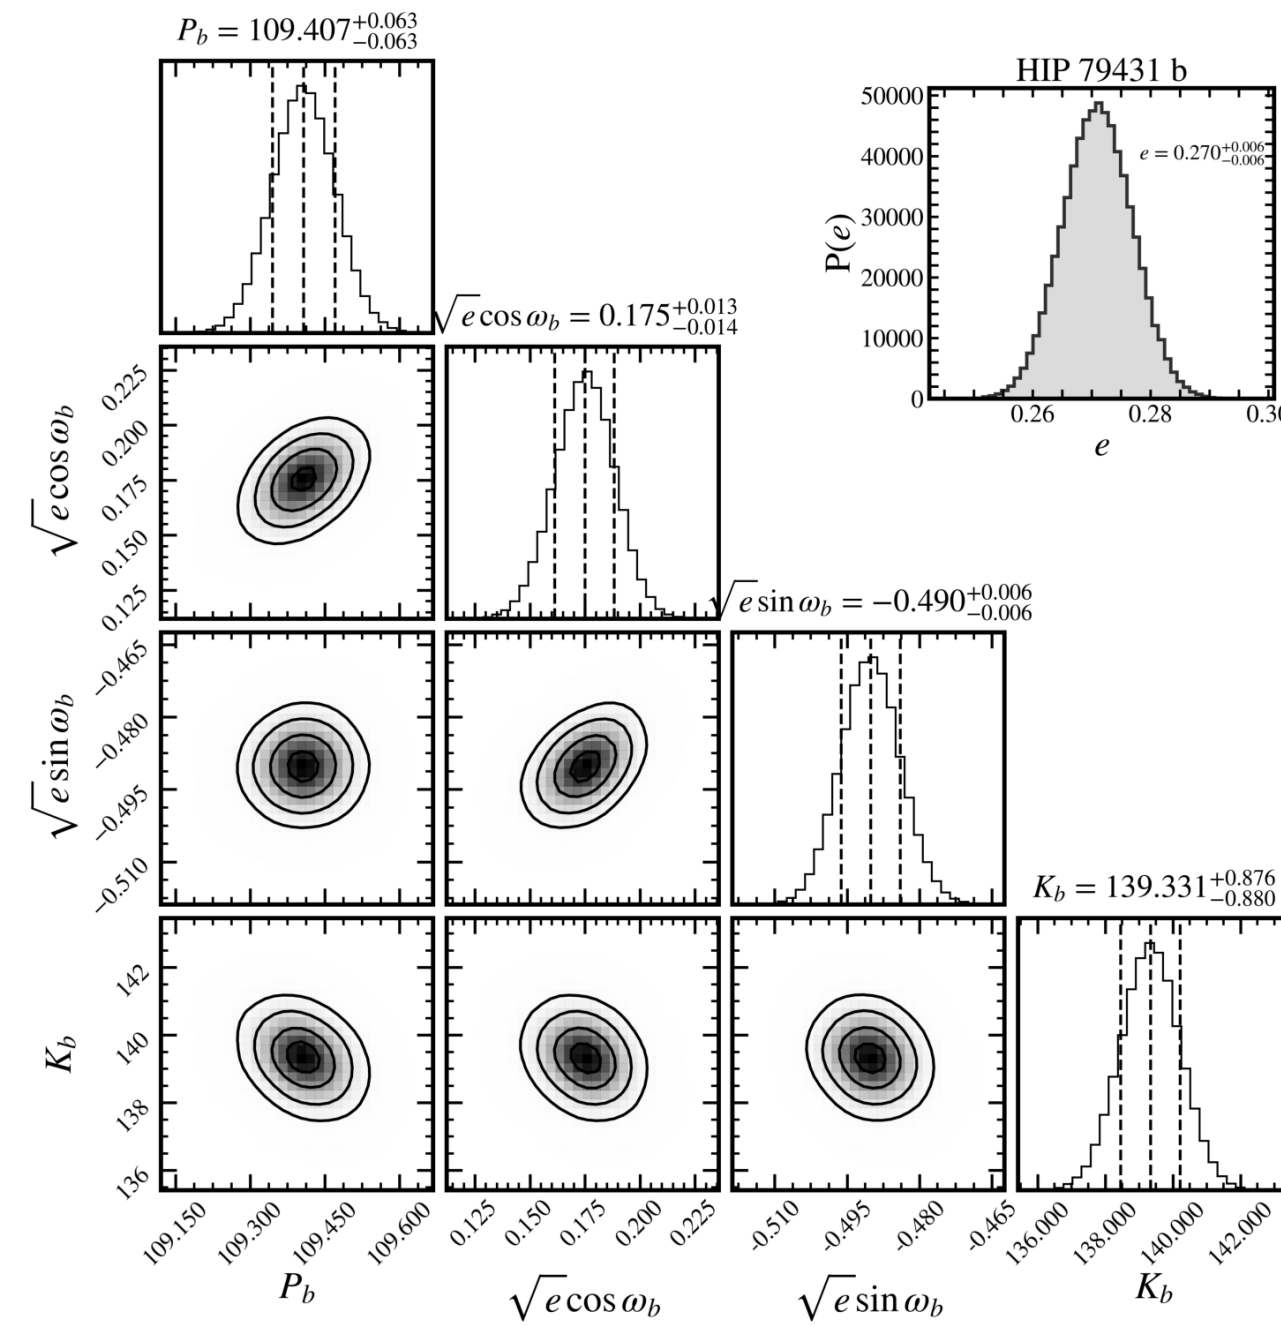 P_b = 109.407^{+0.063}_{-0.063}
HIP 79431 b
50000
40000
30000
20000
10000
0
P(e)
e = 0.270^{+0.006}_{-0.006}
0.26 0.28 0.30
e
√e cos ω_b = 0.175^{+0.013}_{-0.014}
√e cos ω_b
0.225
0.200
0.175
0.150
0.125
√e sin ω_b = −0.490^{+0.006}_{-0.006}
√e sin ω_b
−0.465
−0.480
−0.495
−0.510
K_b = 139.331^{+0.876}_{-0.880}
K_b
142
140
138
136
109.150 109.300 109.450 109.600
0.125 0.150 0.175 0.200 0.225
-0.510 -0.495 -0.480 -0.465
136.000 138.000 140.000 142.000
P_b
√e cos ω_b
√e sin ω_b
K_b